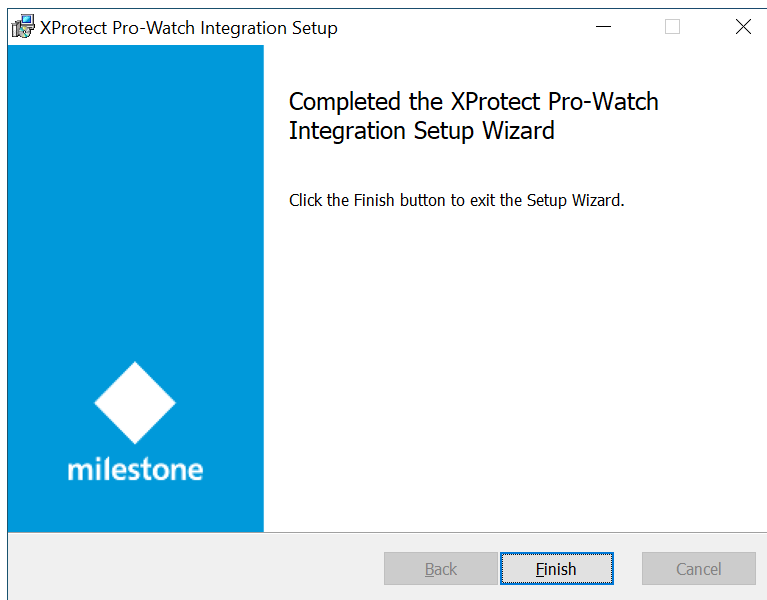 XProtect Pro-Watch Integration Setup
Completed the XProtect Pro-Watch
Integration Setup Wizard
Click the Finish button to exit the Setup Wizard.
milestone
Back
Finish
Cancel